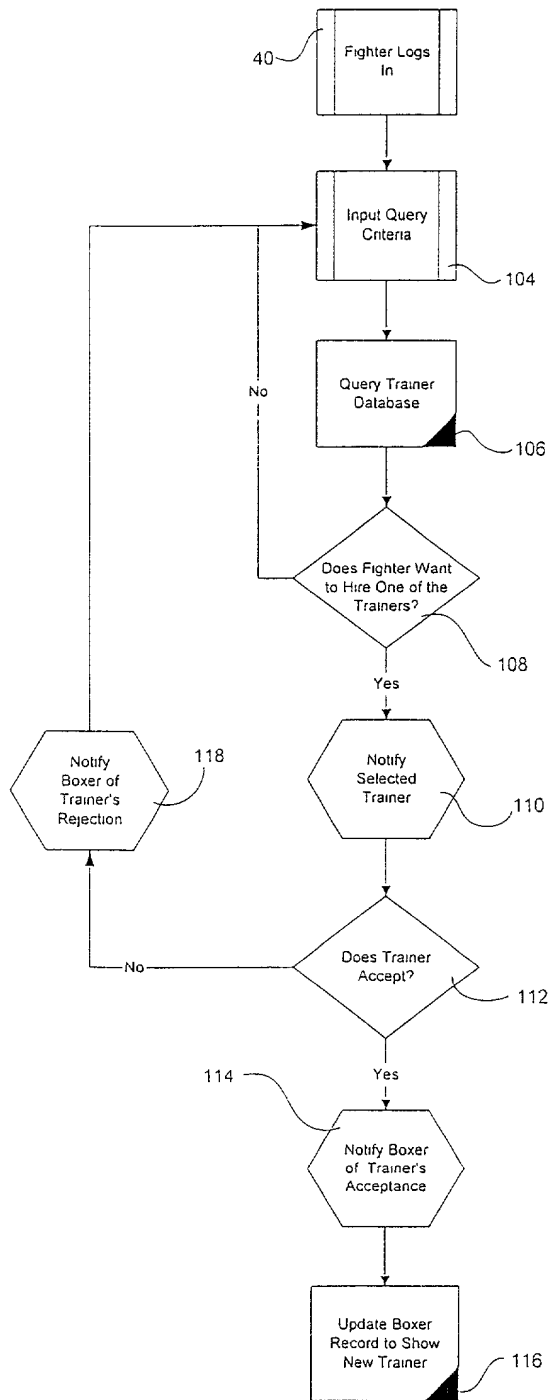 40
Fighter Logs
In
Input Query
Criteria
104
Query Trainer
Database
106
No
Does Fighter Want
to Hire One of the
Trainers?
108
Yes
Notify
Selected
Trainer
110
Notify
Boxer of
Trainer's
Rejection
118
Does Trainer
Accept?
112
No
Yes
114
Notify Boxer
of Trainer's
Acceptance
Update Boxer
Record to Show
New Trainer
116